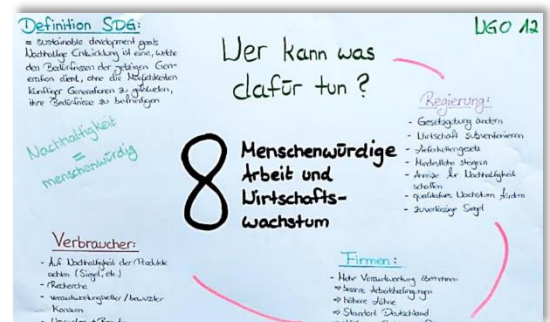 Definition SDG:
= sustainable development goals
Nachhaltige Entwicklung ist eine, welche
den Bedürfnissen der jetzigen Gen-
eration dient, ohne die Möglichkeiten
künftiger Generationen zu gefährden,
ihre Bedürfnisse zu befriedigen
UGO 12
Wer kann was
dafür tun?
Nachhaltigkeit
=
menschenwürdig
8 Menschenwürdige
Arbeit und
Wirtschafts-
wachstum
Regierung:
- Gesetzgebung ändern
- Wirtschaft subventionieren
- Lieferkettengesetz
- Mindestlohn steigern
- Anreize für Nachhaltigkeit
schaffen
- qualitatives Wachstum fördern
- zuverlässige Siegel
Verbraucher:
- Auf Nachhaltigkeit der Produkte
achten (Siegel, etc.)
- Recherche
- verantwortungsvoller/bewusster
Konsum
Firmen:
- Mehr Verantwortung übernehmen
⇒ bessere Arbeitsbedingungen
⇒ höhere Löhne
⇒ Standort Deutschland